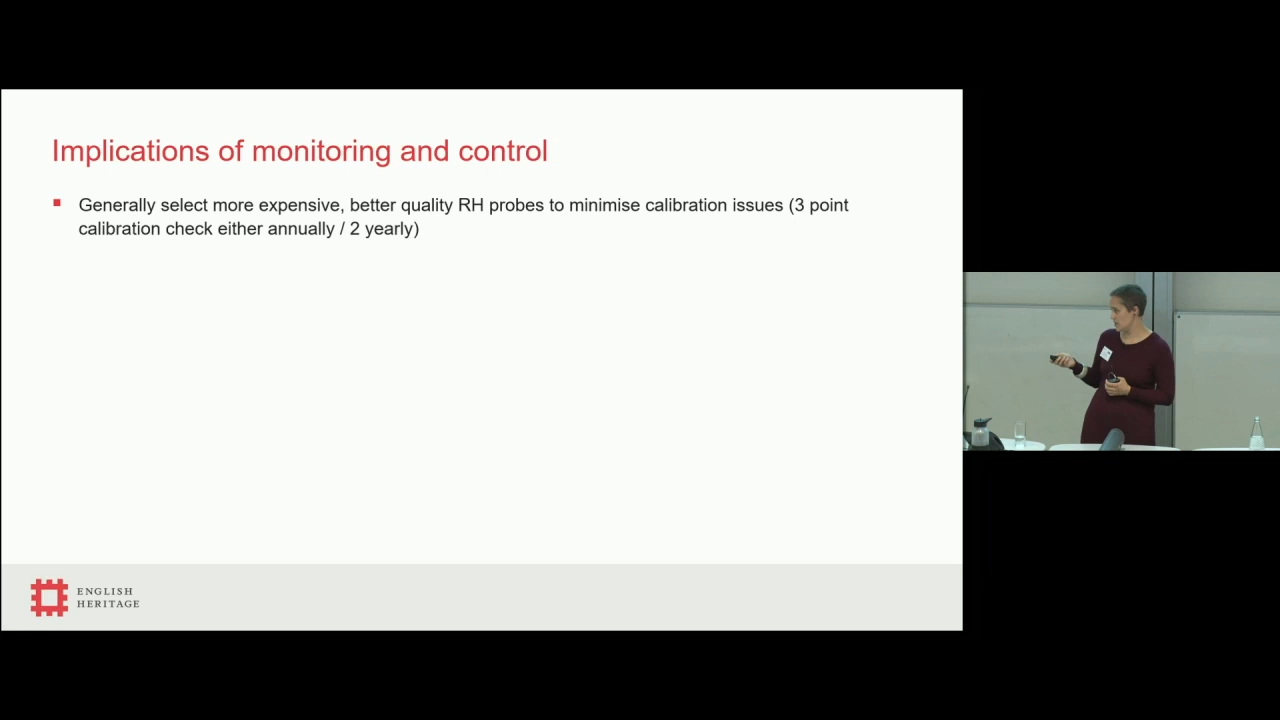 Implications of monitoring and control
Generally select more expensive, better quality RH probes to minimise calibration issues (3 point
calibration check either annually / 2 yearly)
ENGLISH
HERITAGE